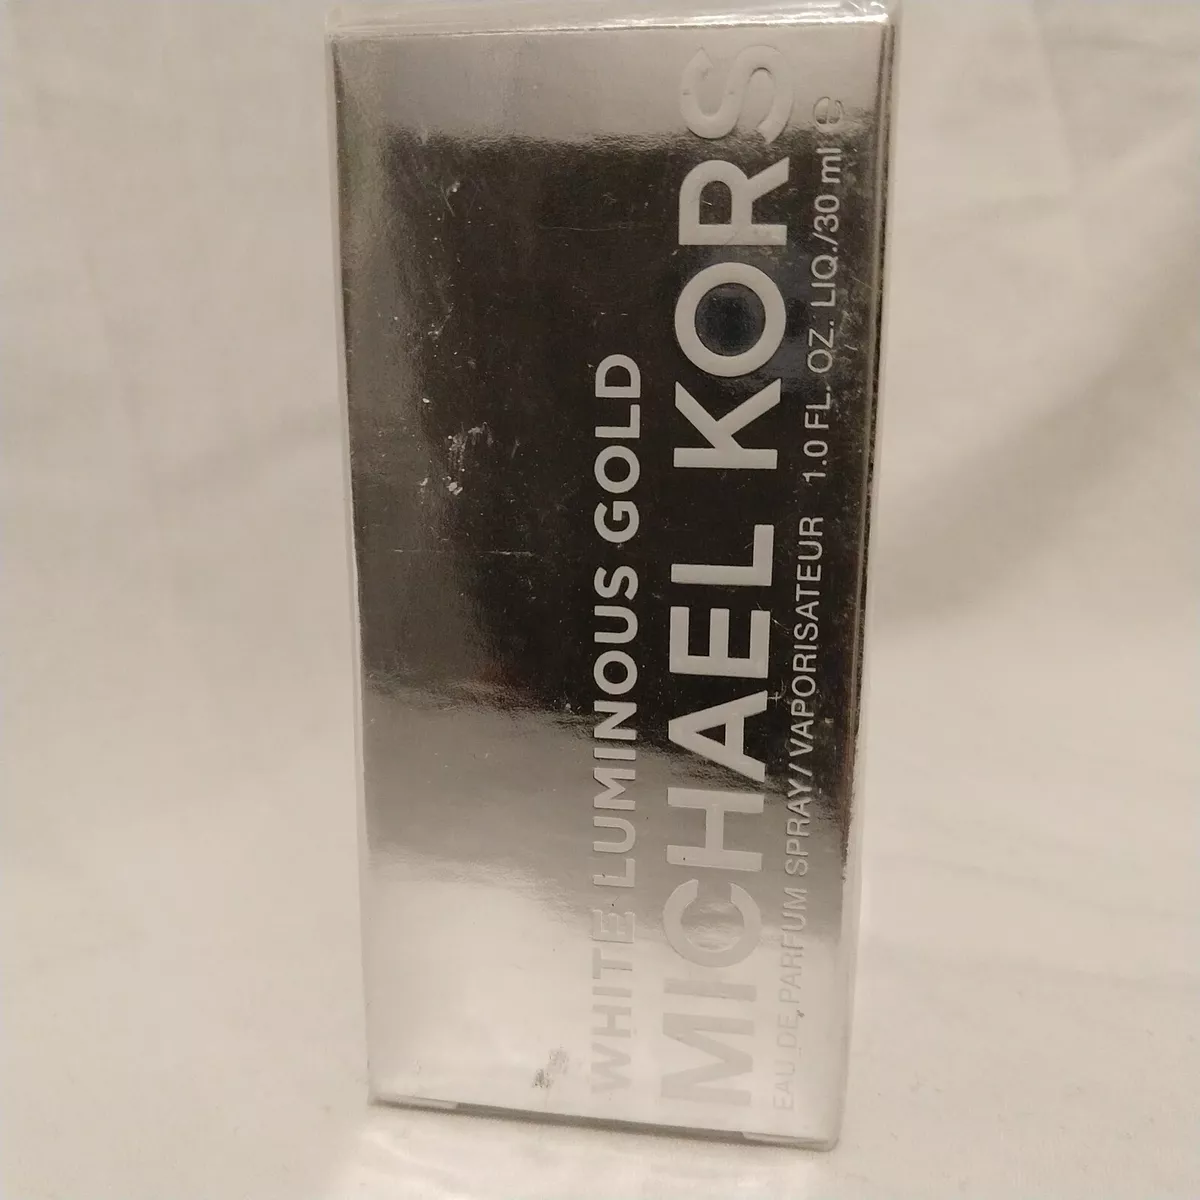 WHITE LUMINOUS GOLD
MICHAEL KORS
EAU DE PARFUM SPRAY/VAPORISATEUR 1.0 FL. OZ. LIQ./30 ml e